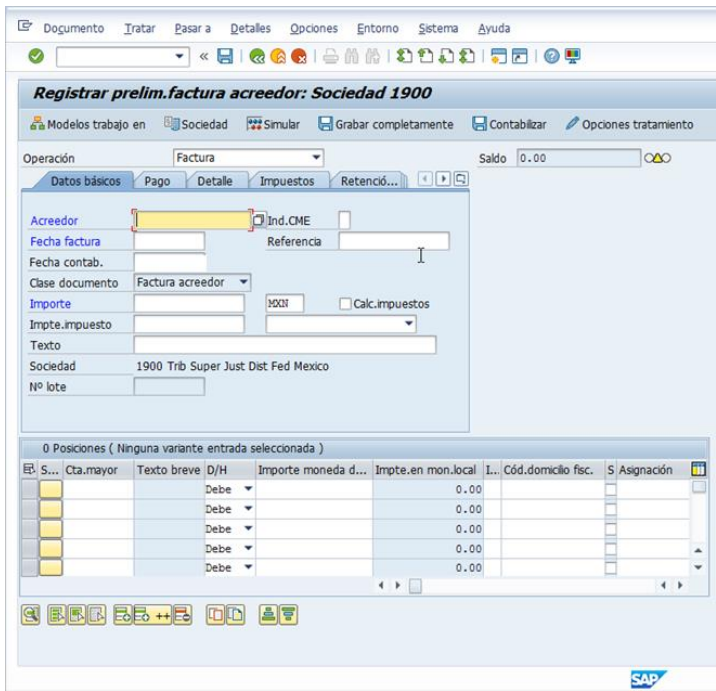 Documento Tratar Pasar a Detalles Opciones Entorno Sistema Ayuda
Registrar prelim.factura acreedor: Sociedad 1900
Modelos trabajo en Sociedad Simular Grabar completamente Contabilizar Opciones tratamiento
Operación Factura Saldo 0.00
Datos básicos Pago Detalle Impuestos Retenció...
Acreedor Ind.CME
Fecha factura Referencia
Fecha contab.
Clase documento Factura acreedor
Importe MXN Calc.impuestos
Impte.impuesto
Texto
Sociedad 1900 Trib Super Just Dist Fed Mexico
Nº lote
0 Posiciones ( Ninguna variante entrada seleccionada )
S... Cta.mayor Texto breve D/H Importe moneda d... Impte.en mon.local I... Cód.domicilio fisc. S Asignación
Debe 0.00
Debe 0.00
Debe 0.00
Debe 0.00
Debe 0.00
SAP